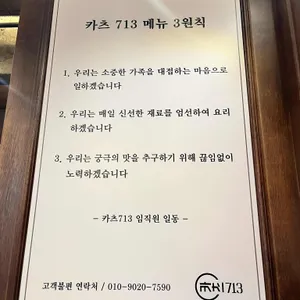 카츠 713 메뉴 3원칙
1. 우리는 소중한 가족을 대접하는 마음으로
일하겠습니다
2. 우리는 매일 신선한 재료를 엄선하여 요리
하겠습니다
3. 우리는 궁극의 맛을 추구하기 위해 끊임없이
노력하겠습니다
- 카츠713 임직원 일동 -
고객불편 연락처 / 010-9020-7590
713